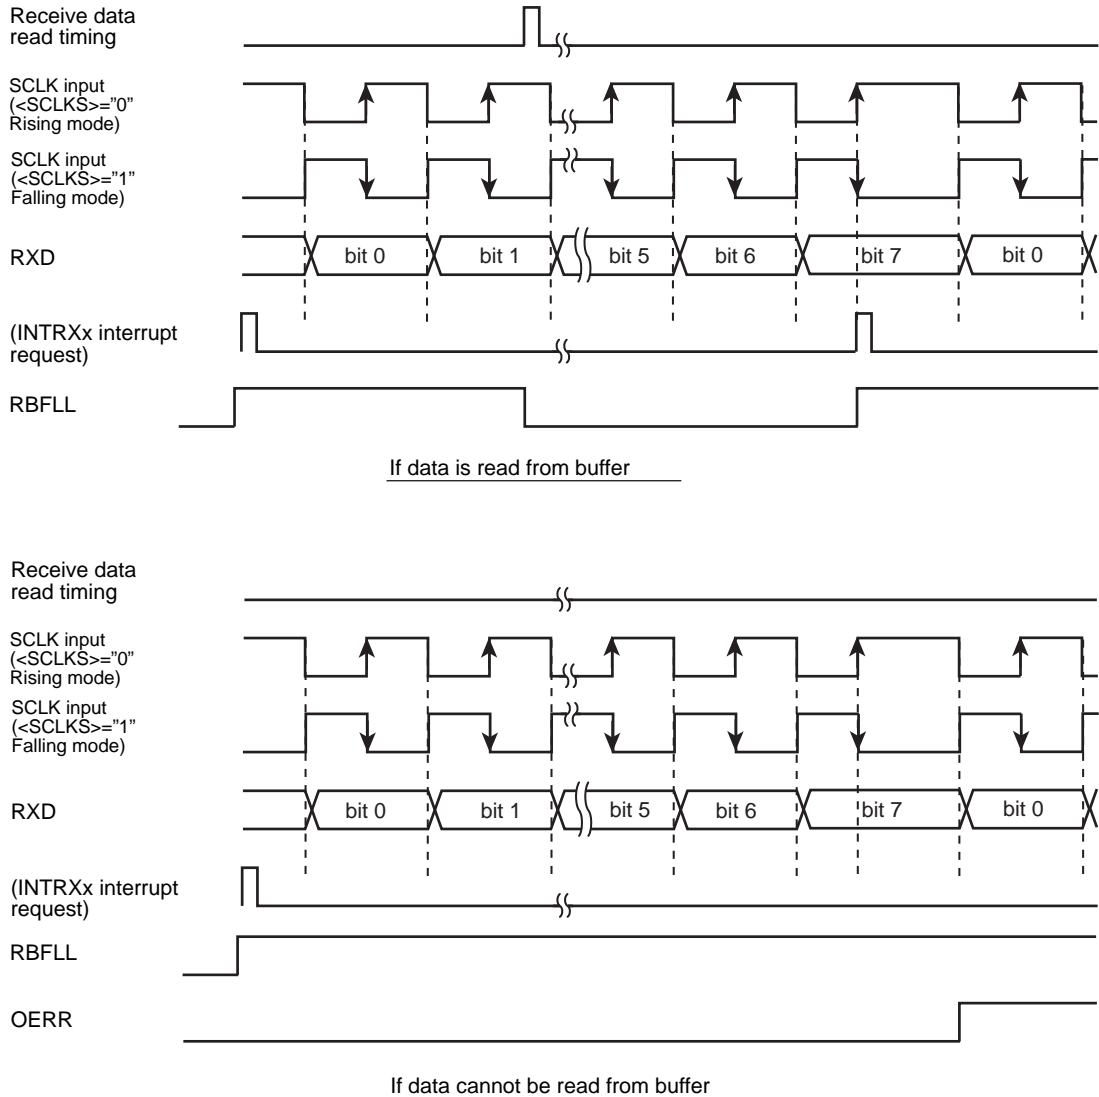 Receive data
read timing
SCLK input
(<SCLKS>=”0”
Rising mode)
SCLK input
(<SCLKS>=”1”
Falling mode)
RXD
bit 0
bit 1
bit 5
bit 6
bit 7
bit 0
(INTRXx interrupt
request)
RBFLL
If data is read from buffer
Receive data
read timing
SCLK input
(<SCLKS>=”0”
Rising mode)
SCLK input
(<SCLKS>=”1”
Falling mode)
RXD
bit 0
bit 1
bit 5
bit 6
bit 7
bit 0
(INTRXx interrupt
request)
RBFLL
OERR
If data cannot be read from buffer